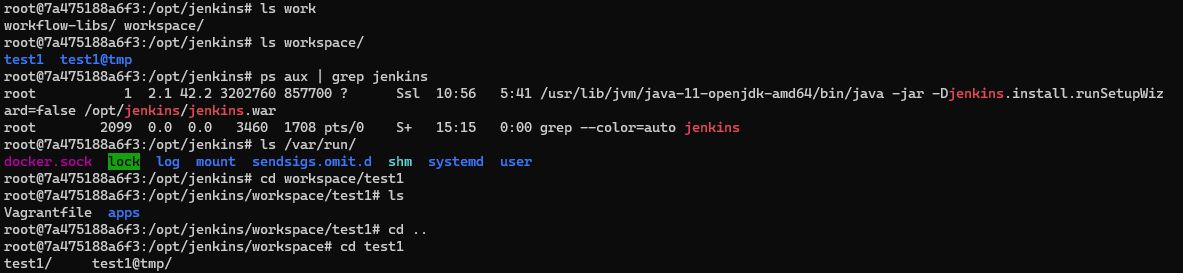 root@7a475188a6f3:/opt/jenkins# ls work
workflow-libs/ workspace/
root@7a475188a6f3:/opt/jenkins# ls workspace/
test1  test1@tmp
root@7a475188a6f3:/opt/jenkins# ps aux | grep jenkins
root           1  2.1 42.2 3202760 857700 ?      Ssl  10:56   5:41 /usr/lib/jvm/java-11-openjdk-amd64/bin/java -jar -Djenkins.install.runSetupWiz
ard=false /opt/jenkins/jenkins.war
root        2099  0.0  0.0   3460  1708 pts/0    S+   15:15   0:00 grep --color=auto jenkins
root@7a475188a6f3:/opt/jenkins# ls /var/run/
docker.sock  lock  log  mount  sendsigs.omit.d  shm  systemd  user
root@7a475188a6f3:/opt/jenkins# cd workspace/test1
root@7a475188a6f3:/opt/jenkins/workspace/test1# ls
Vagrantfile  apps
root@7a475188a6f3:/opt/jenkins/workspace/test1# cd ..
root@7a475188a6f3:/opt/jenkins/workspace# cd test1
test1/     test1@tmp/